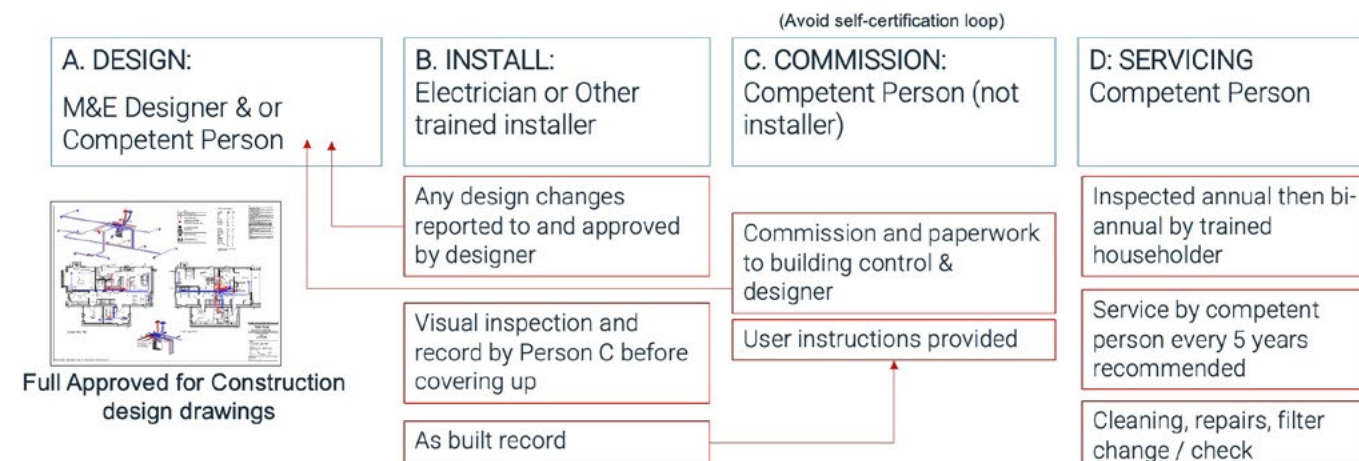 (Avoid self-certification loop)
A. DESIGN:
M&E Designer & or
Competent Person
Full Approved for Construction
design drawings
B. INSTALL:
Electrician or Other
trained installer
Any design changes
reported to and approved
by designer
Visual inspection and
record by Person C before
covering up
As built record
C. COMMISSION:
Competent Person (not
installer)
Commission and paperwork
to building control &
designer
User instructions provided
D: SERVICING
Competent Person
Inspected annual then bi-
annual by trained
householder
Service by competent
person every 5 years
recommended
Cleaning, repairs, filter
change / check